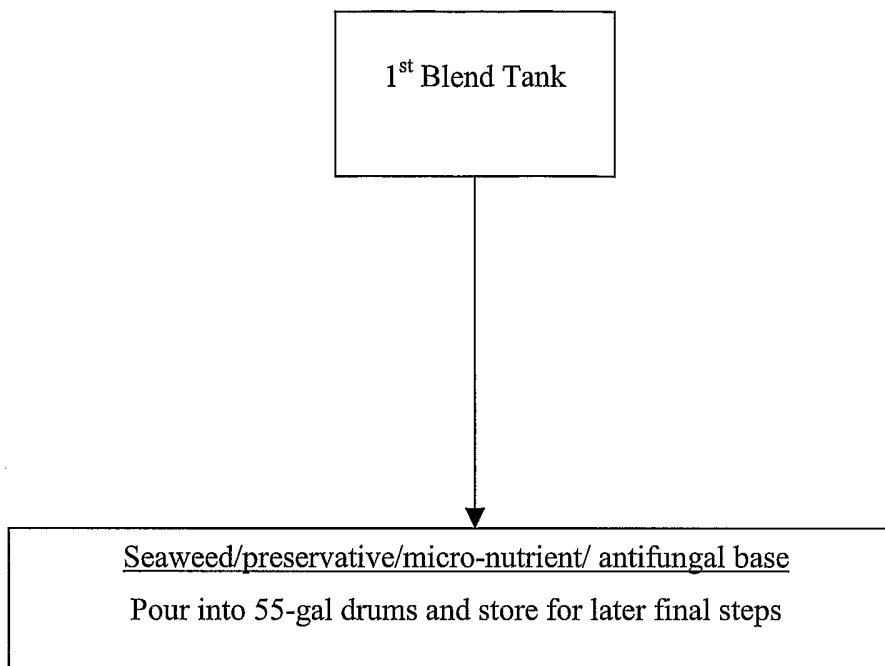 1st Blend Tank
Seaweed/preservative/micro-nutrient/ antifungal base
Pour into 55-gal drums and store for later final steps